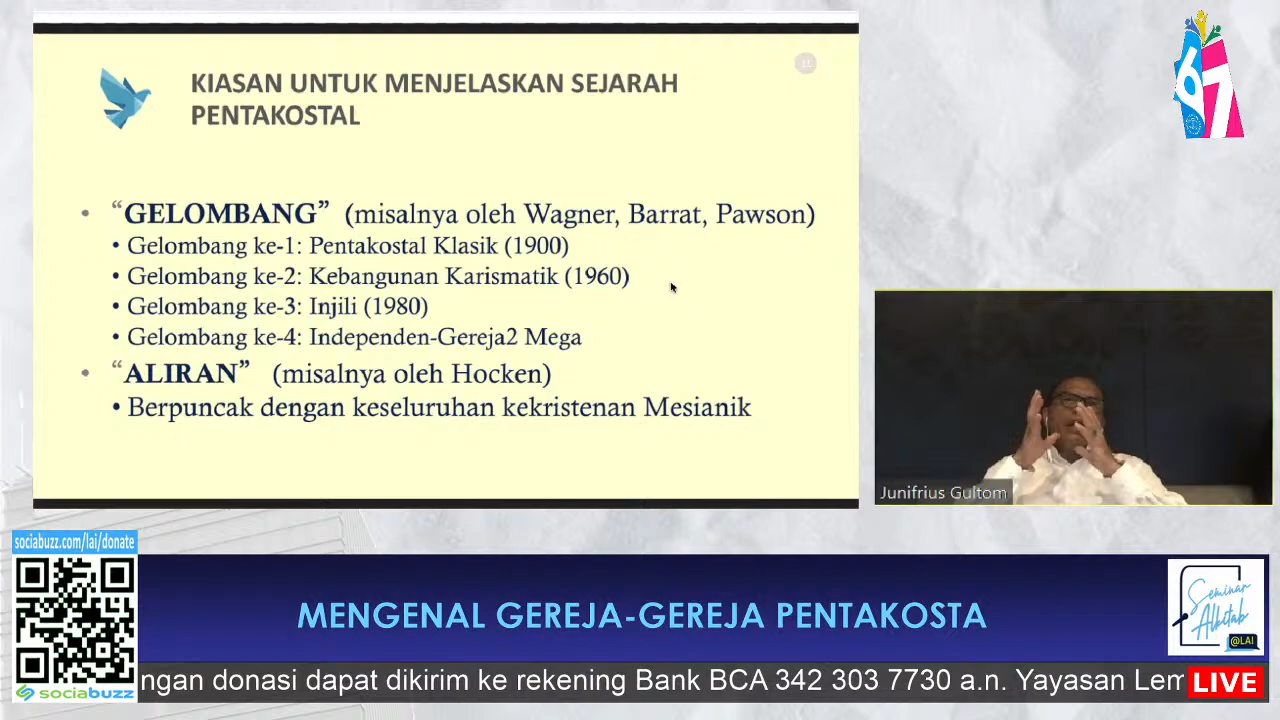 11
KIASAN UNTUK MENJELASKAN SEJARAH
PENTAKOSTAL
• “GELOMBANG” (misalnya oleh Wagner, Barrat, Pawson)
• Gelombang ke-1: Pentakostal Klasik (1900)
• Gelombang ke-2: Kebangunan Karismatik (1960)
• Gelombang ke-3: Injili (1980)
• Gelombang ke-4: Independen-Gereja2 Mega
• “ALIRAN” (misalnya oleh Hocken)
• Berpuncak dengan keseluruhan kekristenan Mesianik
67
Junifrius Gultom
sociabuzz.com/lai/donate
sociabuzz
MENGENAL GEREJA-GEREJA PENTAKOSTA
Seminar
Alkitab
@LAI
ngan donasi dapat dikirim ke rekening Bank BCA 342 303 7730 a.n. Yayasan Lem
LIVE